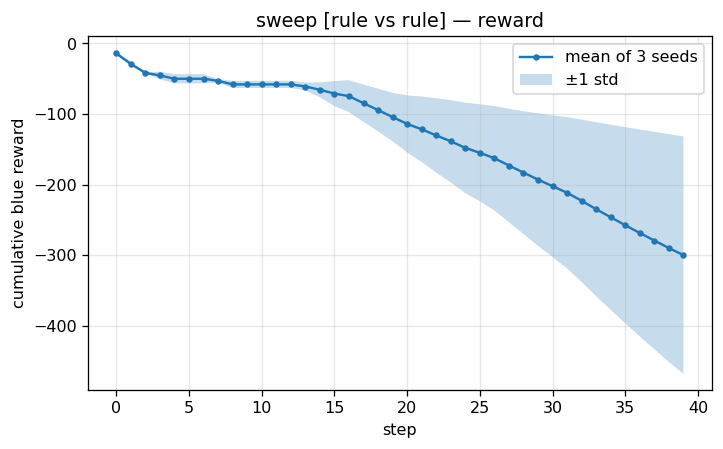 sweep [rule vs rule] — reward
mean of 3 seeds
±1 std
cumulative blue reward
0
−100
−200
−300
−400
0 5 10 15 20 25 30 35 40
step